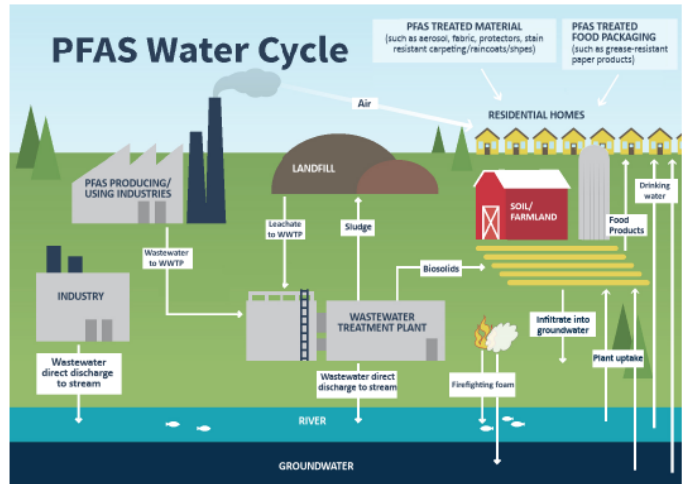 PFAS Water Cycle
PFAS TREATED MATERIAL
(such as aerosol, fabric, protectors, stain
resistant carpeting/raincoats/shpes)
PFAS TREATED
FOOD PACKAGING
(such as grease-resistant
paper products)
Air
RESIDENTIAL HOMES
LANDFILL
PFAS PRODUCING/
USING INDUSTRIES
SOIL/
FARMLAND
Drinking
water
Food
Products
Leachate
to WWTP
Sludge
Wastewater
to WWTP
Biosolids
INDUSTRY
WASTEWATER
TREATMENT PLANT
Infiltrate into
groundwater
Plant uptake
Wastewater
direct discharge
to stream
Wastewater direct
discharge to stream
Firefighting foam
RIVER
GROUNDWATER